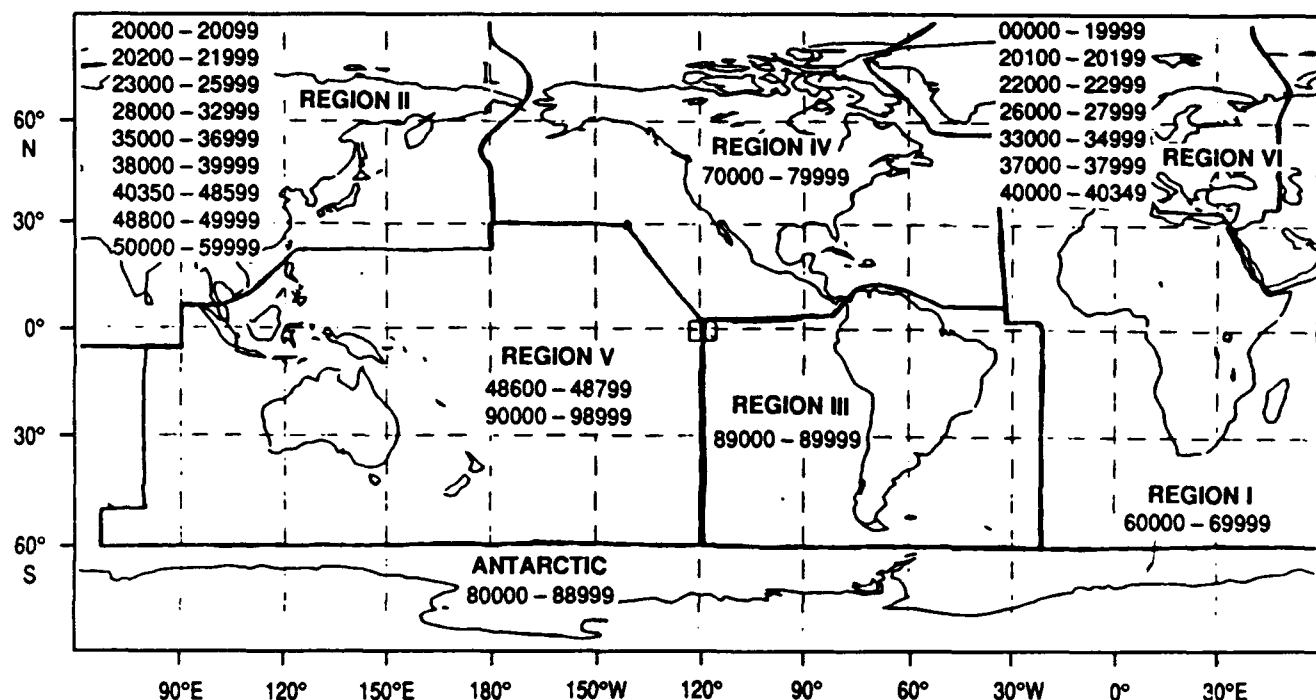 20000 – 20099
20200 – 21999
23000 – 25999
28000 – 32999
35000 – 36999
38000 – 39999
40350 – 48599
48800 – 49999
50000 – 59999
REGION II
REGION IV
70000 – 79999
00000 – 19999
20100 – 20199
22000 – 22999
26000 – 27999
33000 – 34999
37000 – 37999
40000 – 40349
REGION VI
60°
N
30°
0°
30°
60°
S
REGION V
48600 – 48799
90000 – 98999
REGION III
89000 – 89999
REGION I
60000 – 69999
ANTARCTIC
80000 – 88999
90°E
120°
150°E
180°
150°W
120°
90°
60°
30°W
0°
30°E